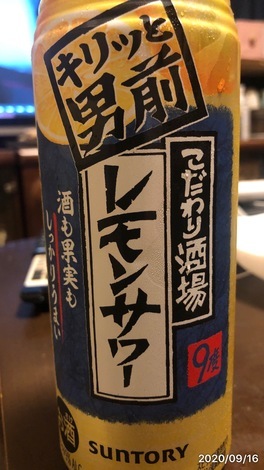 キリッと
男前
こだわり酒場
レモンサワー
酒も果実も
しっかりうまい
9度
酒
SUNTORY
2020/09/16